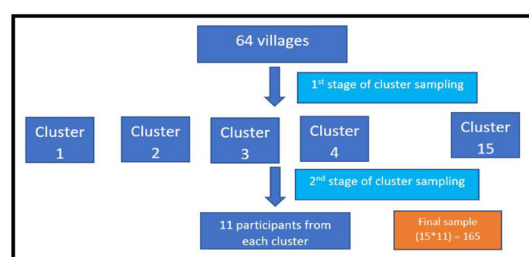 64 villages
1st stage of cluster sampling
Cluster
1
Cluster
2
Cluster
3
Cluster
4
Cluster
15
2nd stage of cluster sampling
11 participants from
each cluster
Final sample
(15*11) = 165